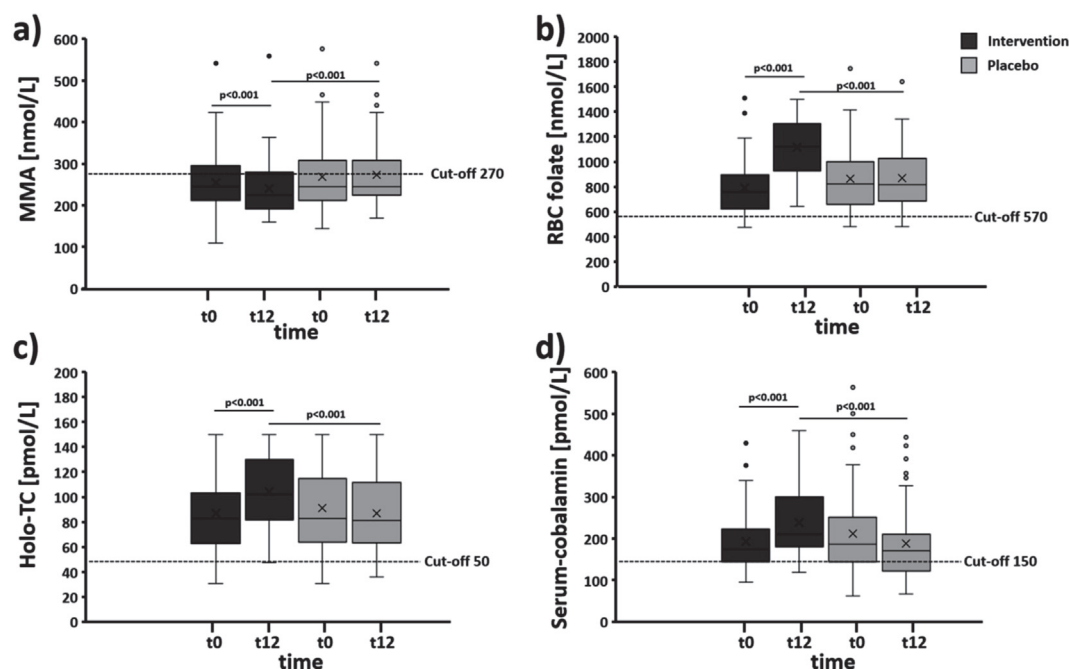 a)
MMA [nmol/L]
600
500
400
300
200
100
0
p<0.001
p<0.001
Cut-off 270
t0
t12
t0
t12
time
b)
RBC folate [nmol/L]
2000
1800
1600
1400
1200
1000
800
600
400
200
0
p<0.001
p<0.001
Cut-off 570
t0
t12
t0
t12
time
Intervention
Placebo
c)
Holo-TC [pmol/L]
200
180
160
140
120
100
80
60
40
20
0
p<0.001
p<0.001
Cut-off 50
t0
t12
t0
t12
time
d)
Serum-cobalamin [pmol/L]
600
500
400
300
200
100
0
p<0.001
p<0.001
Cut-off 150
t0
t12
t0
t12
time